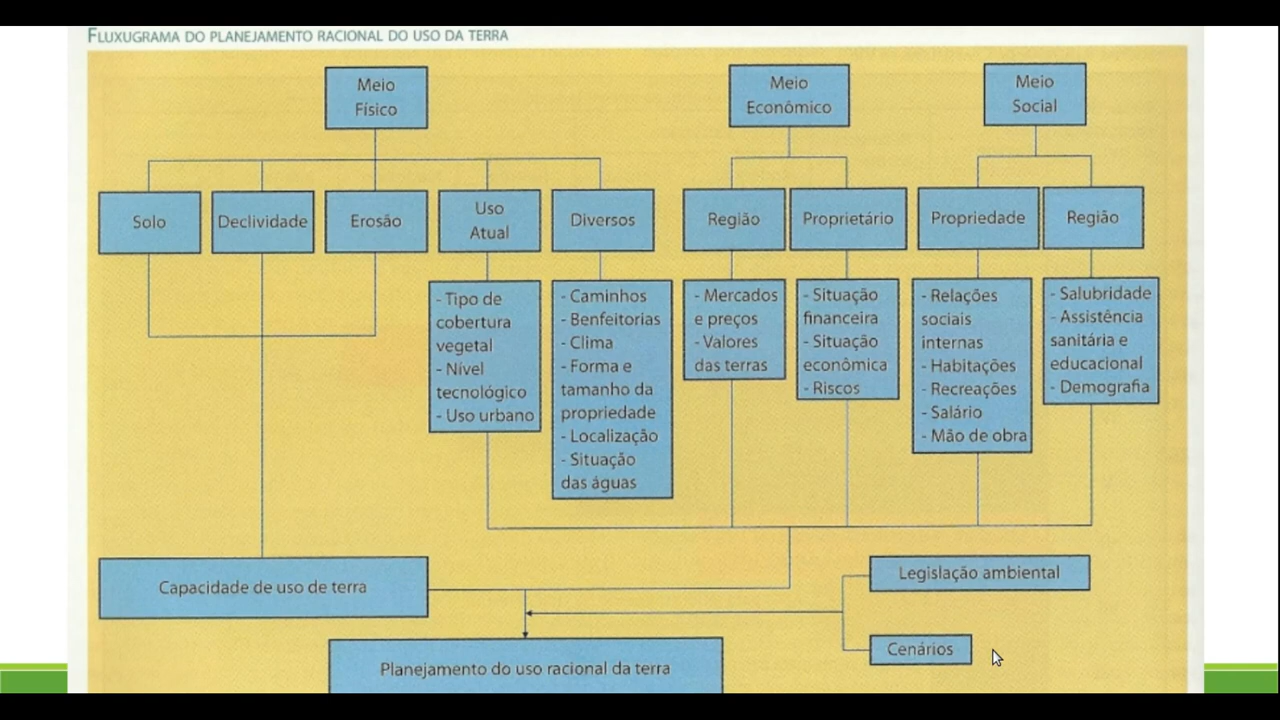 FLUXUGRAMA DO PLANEJAMENTO RACIONAL DO USO DA TERRA
Meio
Físico
Meio
Econômico
Meio
Social
Solo
Declividade
Erosão
Uso
Atual
Diversos
Região
Proprietário
Propriedade
Região
- Tipo de
cobertura
vegetal
- Nível
tecnológico
- Uso urbano
- Caminhos
- Benfeitorias
- Clima
- Forma e
tamanho da
propriedade
- Localização
- Situação
das águas
- Mercados
e preços
- Valores
das terras
- Situação
financeira
- Situação
econômica
- Riscos
- Relações
sociais
internas
- Habitações
- Recreações
- Salário
- Mão de obra
- Salubridade
- Assistência
sanitária e
educacional
- Demografia
Capacidade de uso de terra
Legislação ambiental
Cenários
Planejamento do uso racional da terra